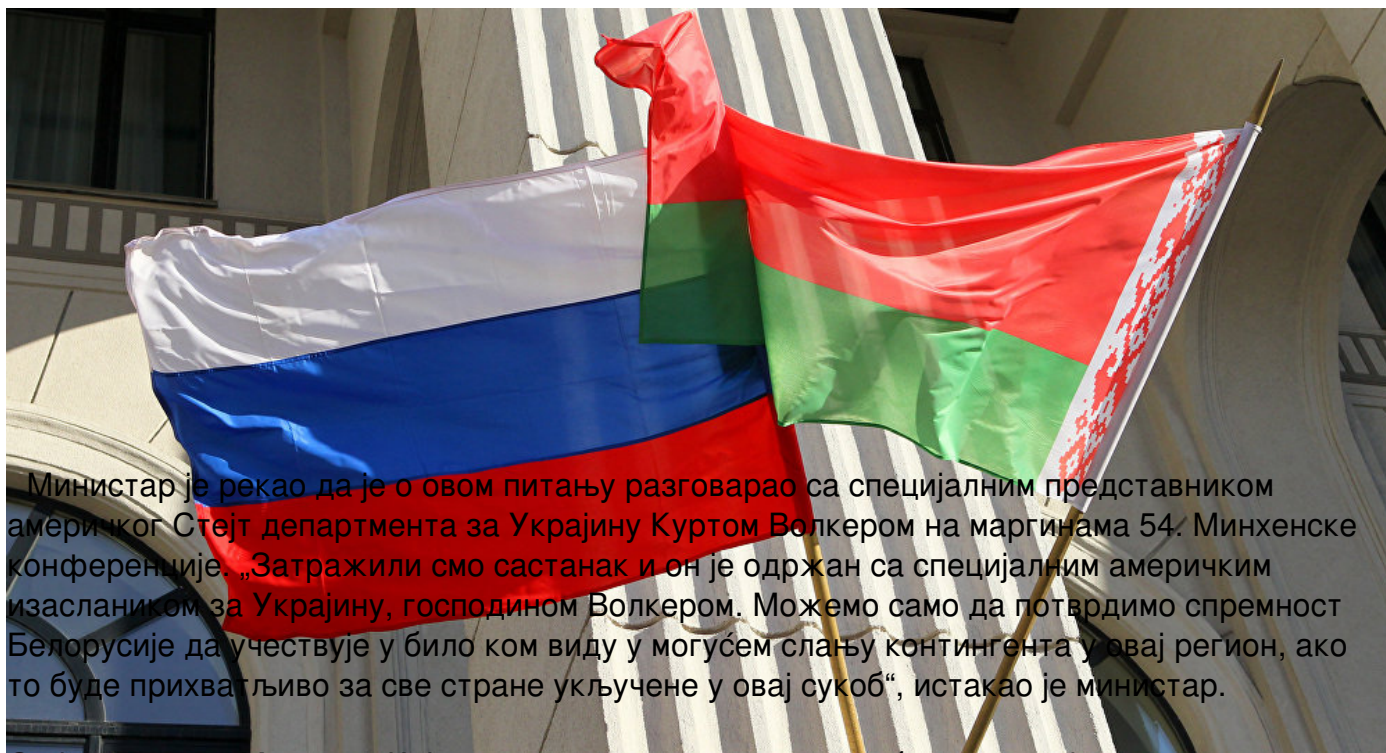 Министар је рекао да је о овом питању разговарао са специјалним представником
америчког Стејт департмента за Украјину Куртом Волкером на маргинама 54. Минхенске
конференције. „Затражили смо састанак и он је одржан са специјалним америчким
изаслаником за Украјину, господином Волкером. Можемо само да потврдимо спремност
Белорусије да учествује у било ком виду у могућем слању контингента у овај регион, ако
то буде прихватљиво за све стране укључене у овај сукоб“, истакао је министар.